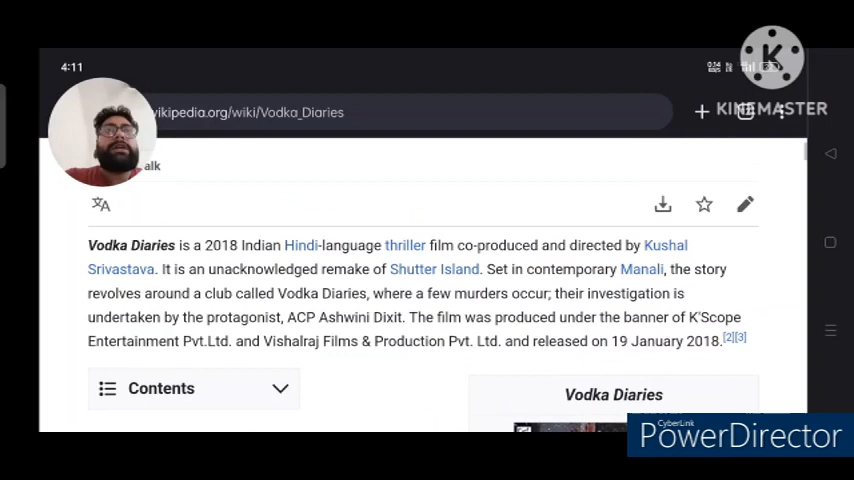 4:11
KINEMASTER
wikipedia.org/wiki/Vodka_Diaries
alk
Vodka Diaries is a 2018 Indian Hindi-language thriller film co-produced and directed by Kushal
Srivastava. It is an unacknowledged remake of Shutter Island. Set in contemporary Manali, the story
revolves around a club called Vodka Diaries, where a few murders occur; their investigation is
undertaken by the protagonist, ACP Ashwini Dixit. The film was produced under the banner of K'Scope
Entertainment Pvt.Ltd. and Vishalraj Films & Production Pvt. Ltd. and released on 19 January 2018.[2][3]
Contents
Vodka Diaries
CyberLink
PowerDirector